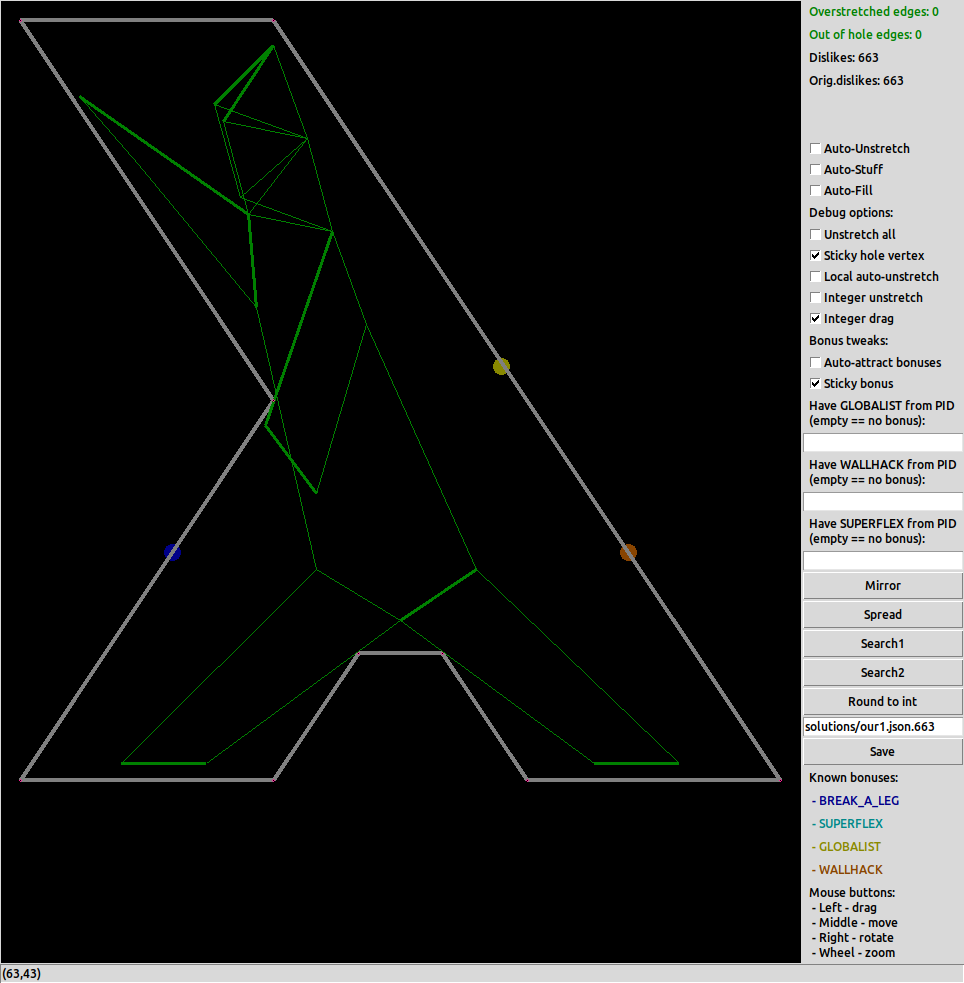 Overstretched edges: 0
Out of hole edges: 0
Dislikes: 663
Orig.dislikes: 663
Auto-Unstretch
Auto-Stuff
Auto-Fill
Debug options:
Unstretch all
Sticky hole vertex
Local auto-unstretch
Integer unstretch
Integer drag
Bonus tweaks:
Auto-attract bonuses
Sticky bonus
Have GLOBALIST from PID
(empty == no bonus):
Have WALLHACK from PID
(empty == no bonus):
Have SUPERFLEX from PID
(empty == no bonus):
Mirror
Spread
Search1
Search2
Round to int
solutions/our1.json.663
Save
Known bonuses:
- BREAK_A_LEG
- SUPERFLEX
- GLOBALIST
- WALLHACK
Mouse buttons:
- Left - drag
- Middle - move
- Right - rotate
- Wheel - zoom
(63,43)